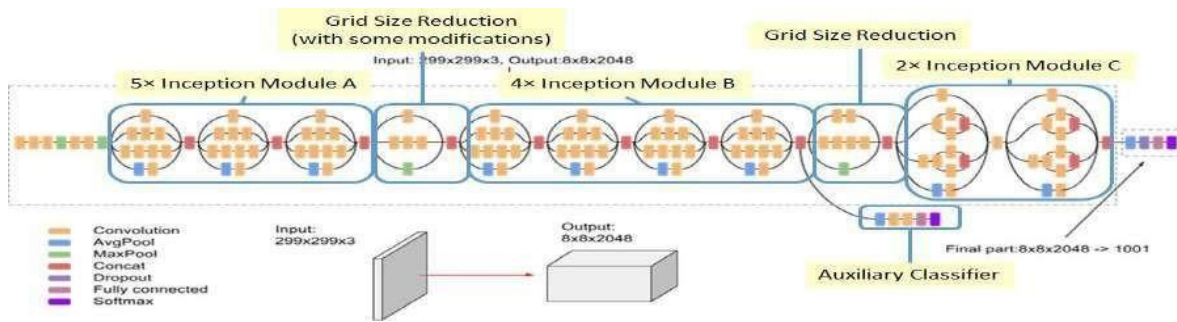 Grid Size Reduction
(with some modifications)
Grid Size Reduction
Input: 299x299x3, Output:8x8x2048
5× Inception Module A
4× Inception Module B
2× Inception Module C
Convolution
AvgPool
MaxPool
Concat
Dropout
Fully connected
Softmax
Input:
299x299x3
Output:
8x8x2048
Final part:8x8x2048 -> 1001
Auxiliary Classifier